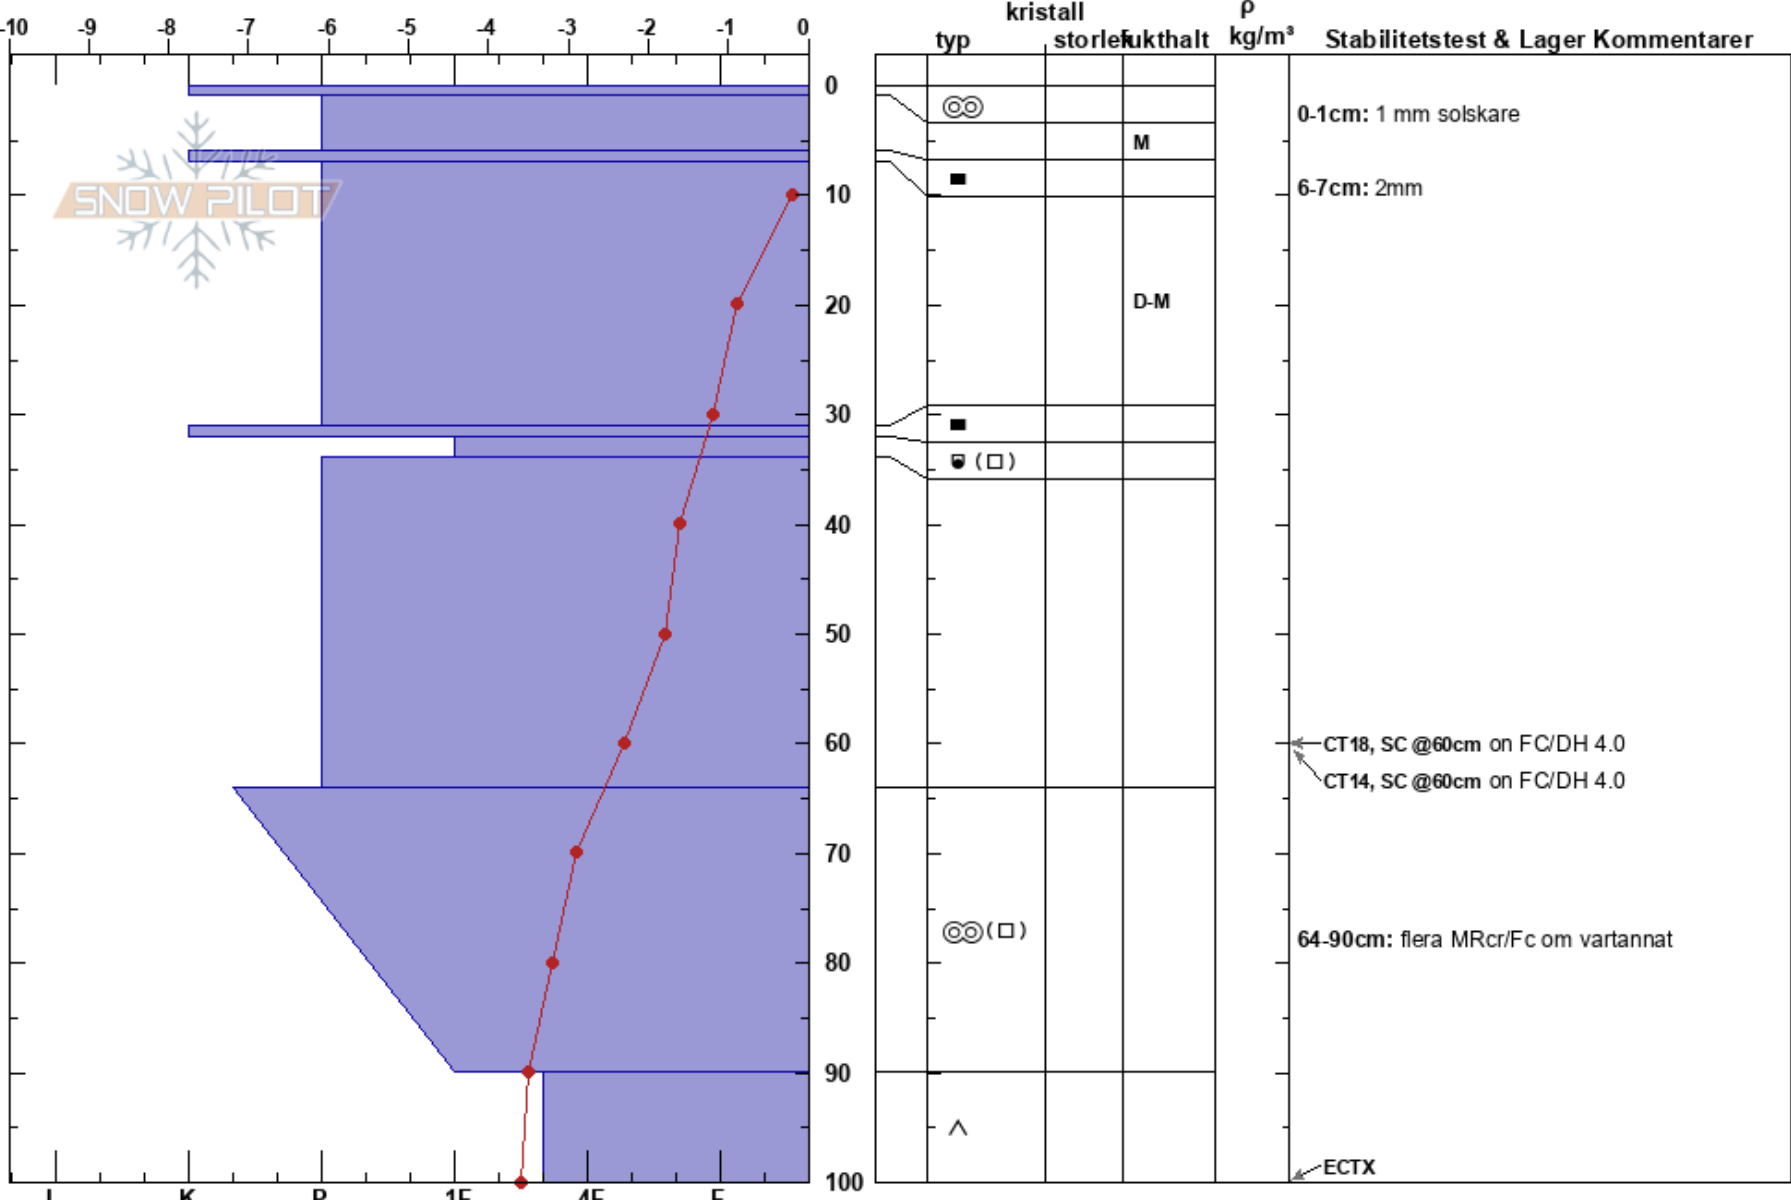 -10 -9 -8 -7 -6 -5 -4 -3 -2 -1 0
kristall
ρ
typ storlek fukthalt kg/m³ Stabilitetstest & Lager Kommentarer
0
0-1cm: 1 mm solskare
M
6-7cm: 2mm
SNOW PILOT
10
D-M
20
30
( )
40
50
60
CT18, SC @60cm on FC/DH 4.0
CT14, SC @60cm on FC/DH 4.0
70
( )
64-90cm: flera MRcr/Fc om vartannat
80
90
ECTX
100
I K P 1F 4F F